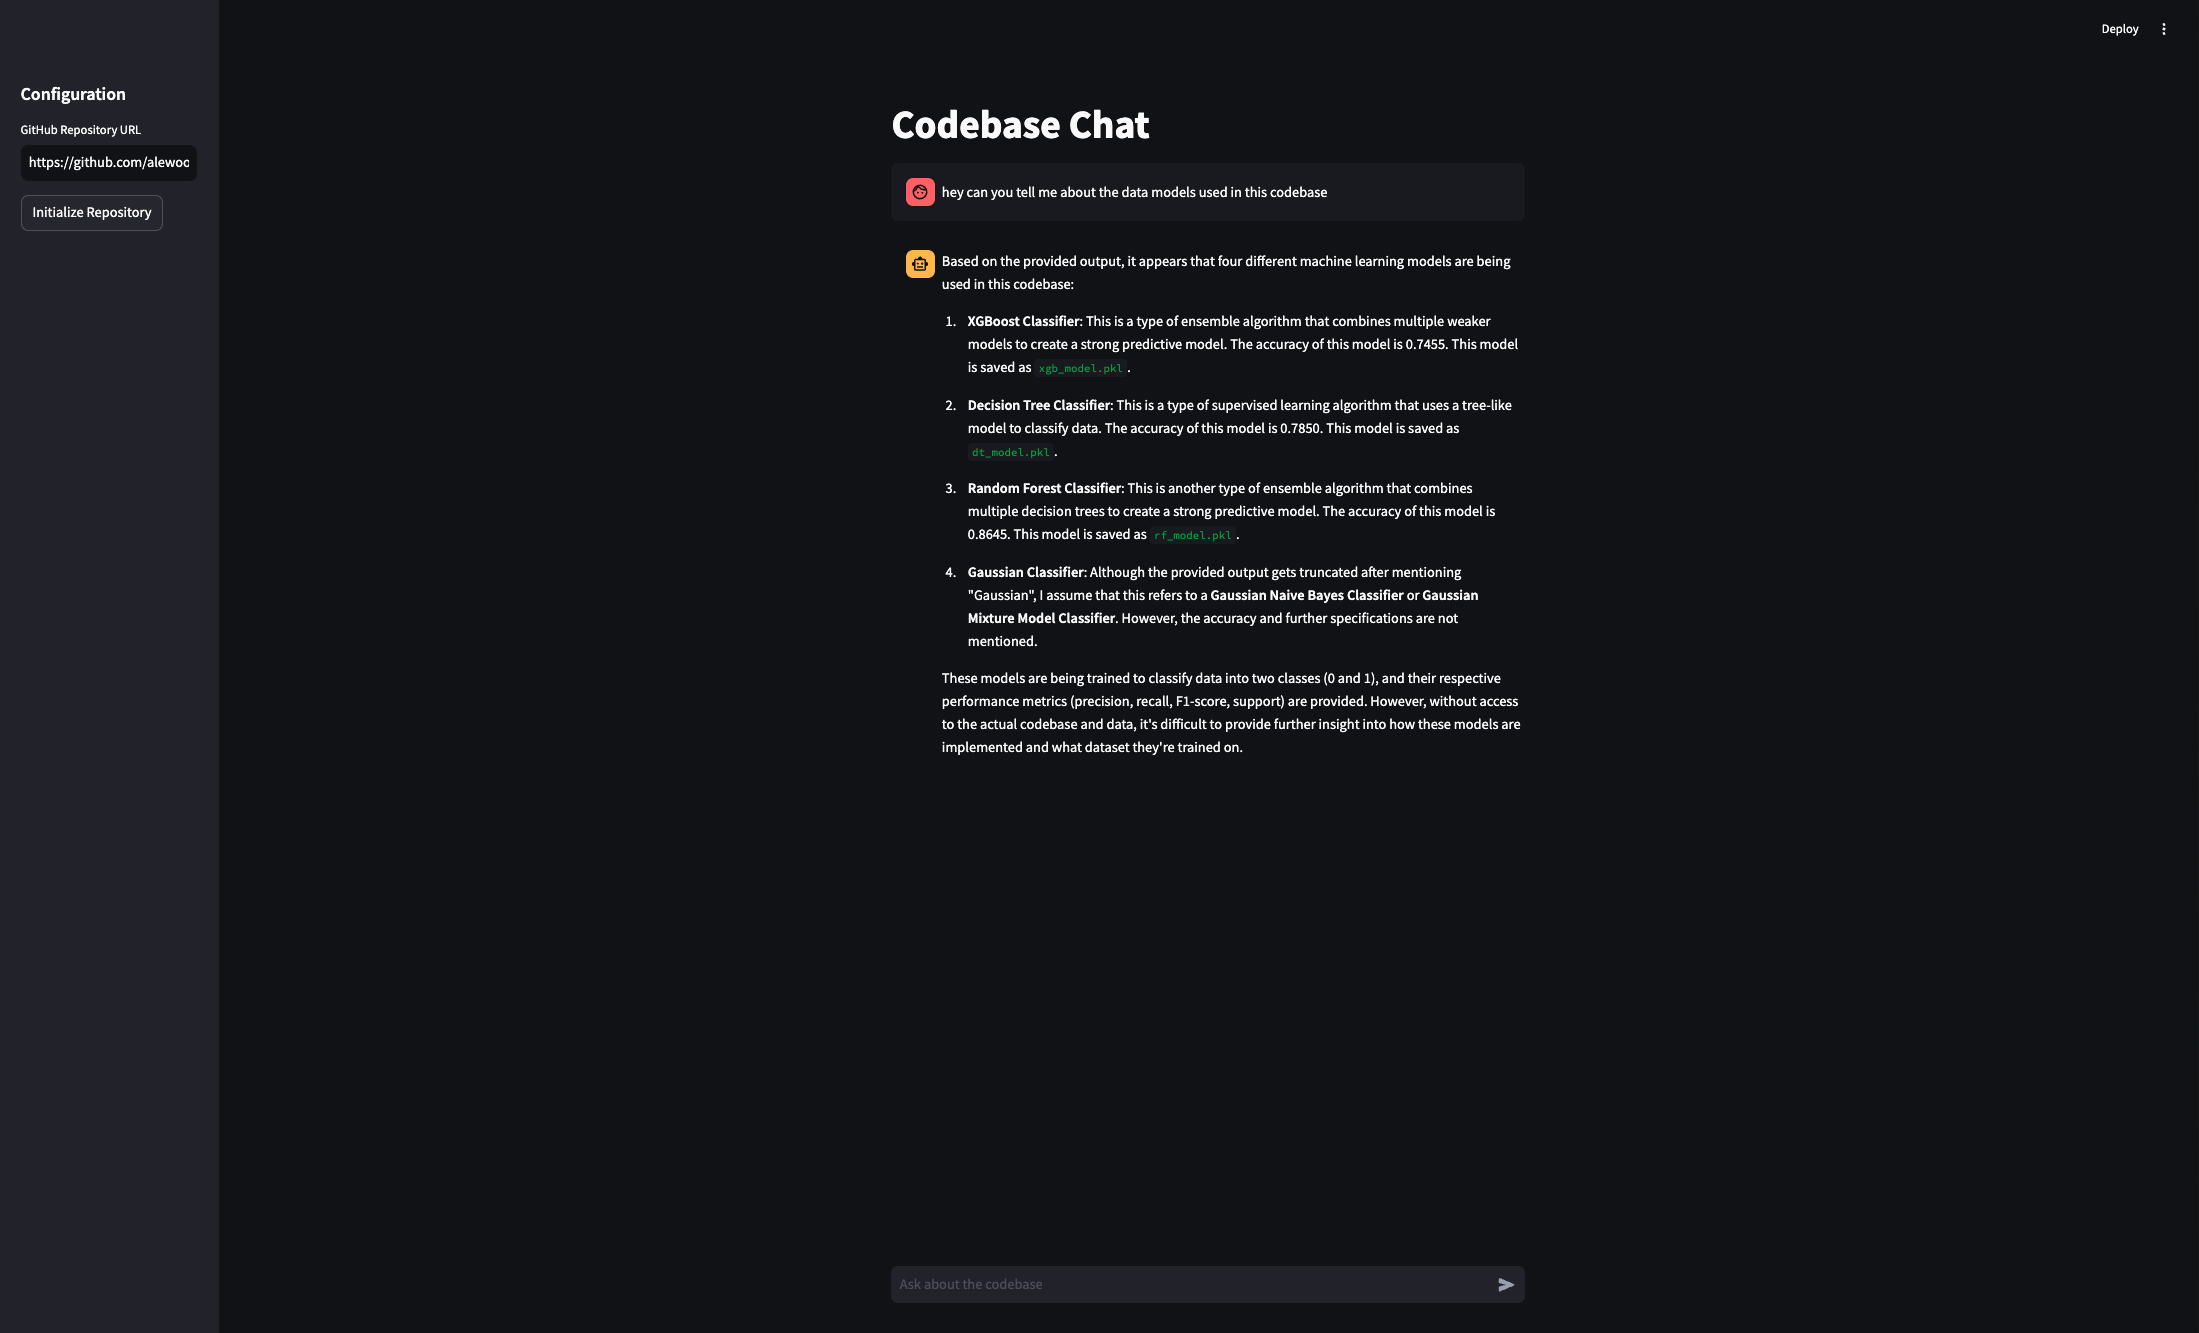 Deploy
Configuration
GitHub Repository URL
https://github.com/alewoo
Initialize Repository
Codebase Chat
hey can you tell me about the data models used in this codebase
Based on the provided output, it appears that four different machine learning models are being
used in this codebase:
1. XGBoost Classifier: This is a type of ensemble algorithm that combines multiple weaker
models to create a strong predictive model. The accuracy of this model is 0.7455. This model
is saved as xgb_model.pkl.
2. Decision Tree Classifier: This is a type of supervised learning algorithm that uses a tree-like
model to classify data. The accuracy of this model is 0.7850. This model is saved as
dt_model.pkl.
3. Random Forest Classifier: This is another type of ensemble algorithm that combines
multiple decision trees to create a strong predictive model. The accuracy of this model is
0.8645. This model is saved as rf_model.pkl.
4. Gaussian Classifier: Although the provided output gets truncated after mentioning
"Gaussian", I assume that this refers to a Gaussian Naive Bayes Classifier or Gaussian
Mixture Model Classifier. However, the accuracy and further specifications are not
mentioned.
These models are being trained to classify data into two classes (0 and 1), and their respective
performance metrics (precision, recall, F1-score, support) are provided. However, without access
to the actual codebase and data, it's difficult to provide further insight into how these models are
implemented and what dataset they're trained on.
Ask about the codebase